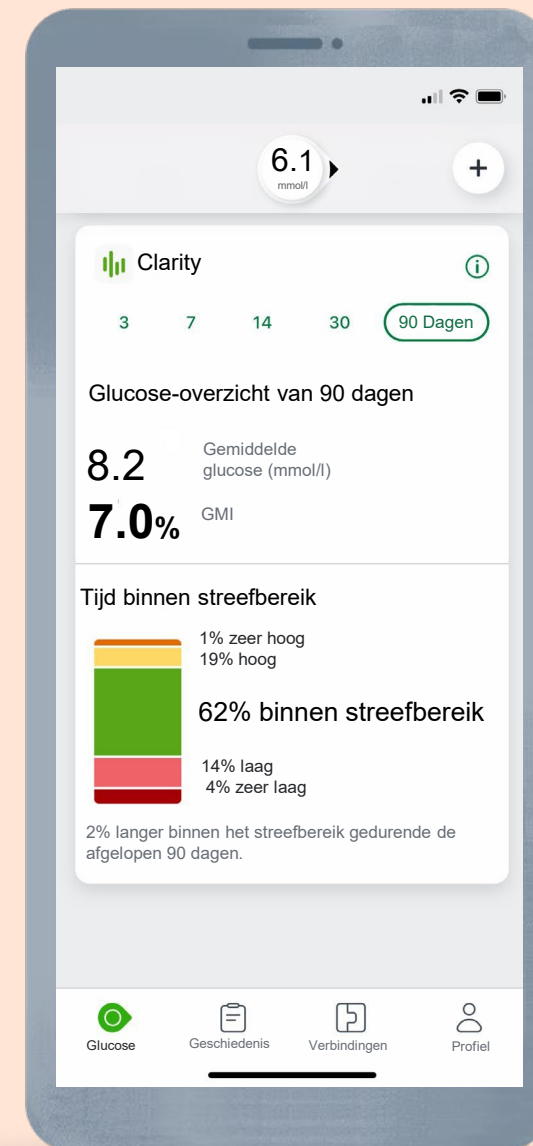 6.1
mmol/l
+
Clarity
3 7 14 30 90 Dagen
Glucose-overzicht van 90 dagen
8.2 Gemiddelde
glucose (mmol/l)
7.0% GMI
Tijd binnen streefbereik
1% zeer hoog
19% hoog
62% binnen streefbereik
14% laag
4% zeer laag
2% langer binnen het streefbereik gedurende de
afgelopen 90 dagen.
Glucose Geschiedenis Verbindingen Profiel